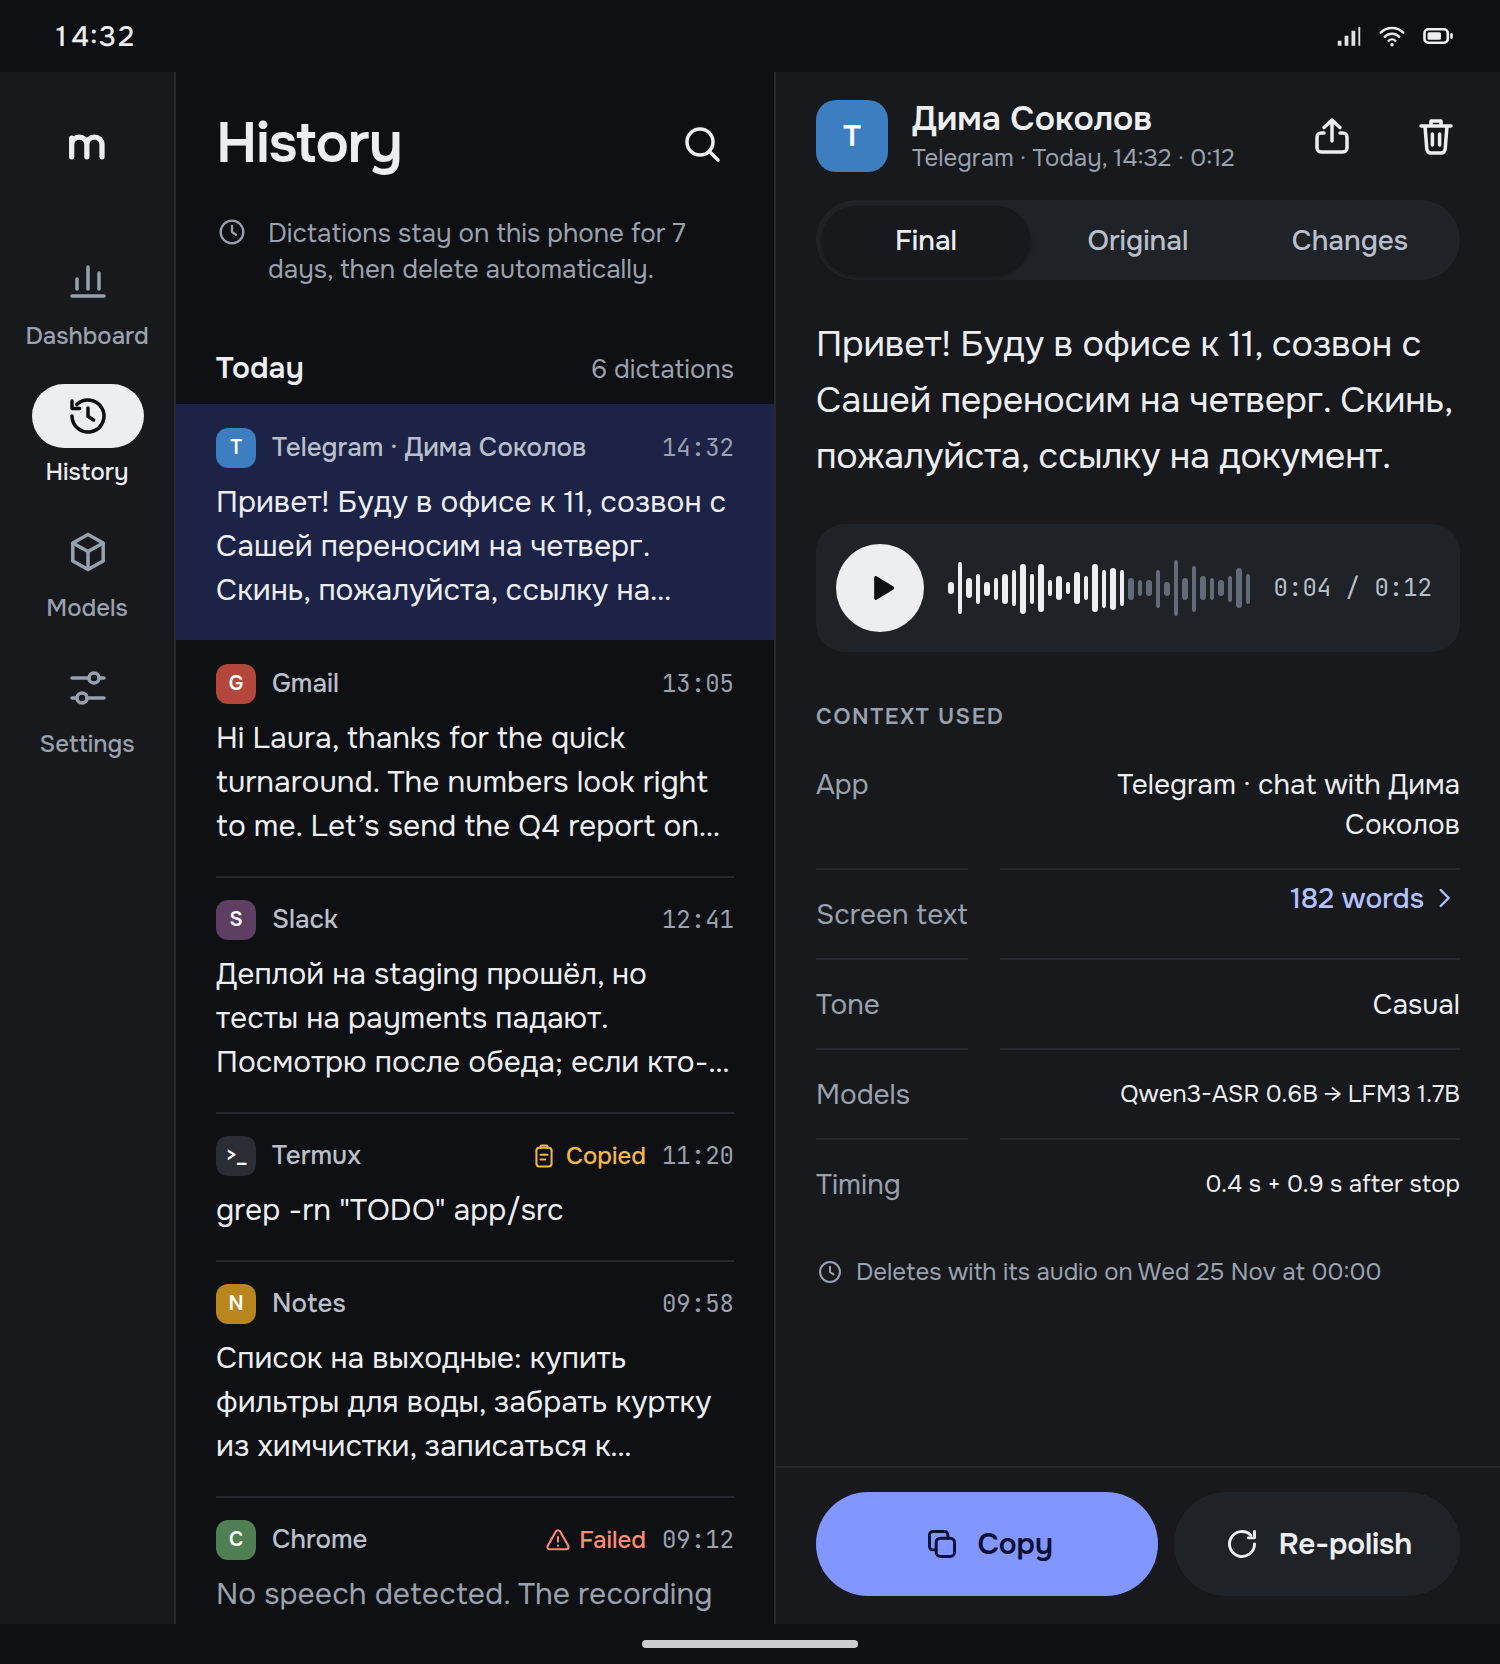 14:32
m
Dashboard
History
Models
Settings
History
Dictations stay on this phone for 7
days, then delete automatically.
Today
6 dictations
T Telegram · Дима Соколов 14:32
Привет! Буду в офисе к 11, созвон с
Сашей переносим на четверг.
Скинь, пожалуйста, ссылку на...
G Gmail 13:05
Hi Laura, thanks for the quick
turnaround. The numbers look right
to me. Let’s send the Q4 report on...
S Slack 12:41
Деплой на staging прошёл, но
тесты на payments падают.
Посмотрю после обеда; если кто-...
>_ Termux Copied 11:20
grep -rn "TODO" app/src
N Notes 09:58
Список на выходные: купить
фильтры для воды, забрать куртку
из химчистки, записаться к...
C Chrome Failed 09:12
No speech detected. The recording
T Дима Соколов
Telegram · Today, 14:32 · 0:12
Final Original Changes
Привет! Буду в офисе к 11, созвон с
Сашей переносим на четверг. Скинь,
пожалуйста, ссылку на документ.
0:04 / 0:12
CONTEXT USED
App Telegram · chat with Дима
Соколов
Screen text 182 words
Tone Casual
Models Qwen3-ASR 0.6B → LFM3 1.7B
Timing 0.4 s + 0.9 s after stop
Deletes with its audio on Wed 25 Nov at 00:00
Copy Re-polish